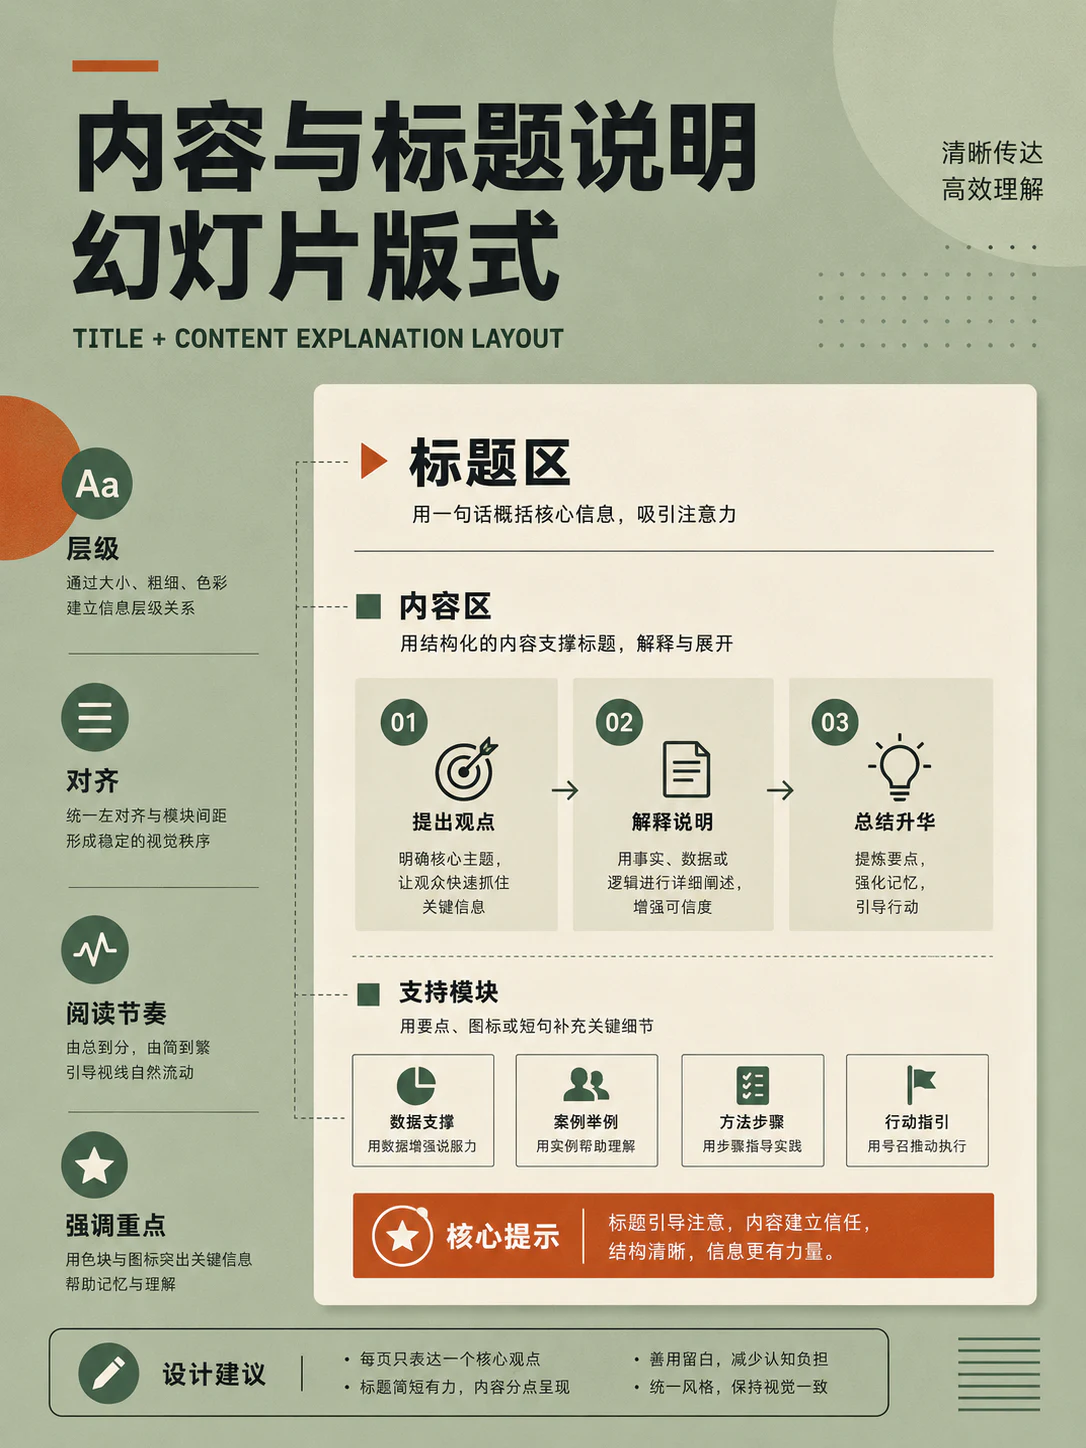 内容与标题说明
幻灯片版式
TITLE + CONTENT EXPLANATION LAYOUT
清晰传达
高效理解
Aa
层级
通过大小、粗细、色彩
建立信息层级关系
对齐
统一左对齐与模块间距
形成稳定的视觉秩序
阅读节奏
由总到分，由简到繁
引导视线自然流动
强调重点
用色块与图标突出关键信息
帮助记忆与理解
标题区
用一句话概括核心信息，吸引注意力
内容区
用结构化的内容支撑标题，解释与展开
01
提出观点
明确核心主题，
让观众快速抓住
关键信息
02
解释说明
用事实、数据或
逻辑进行详细阐述，
增强可信度
03
总结升华
提炼要点，
强化记忆，
引导行动
支持模块
用要点、图标或短句补充关键细节
数据支撑
用数据增强说服力
案例举例
用实例帮助理解
方法步骤
用步骤指导实践
行动指引
用号召推动执行
核心提示
标题引导注意，内容建立信任，
结构清晰，信息更有力量。
设计建议
• 每页只表达一个核心观点
• 标题简短有力，内容分点呈现
• 善用留白，减少认知负担
• 统一风格，保持视觉一致